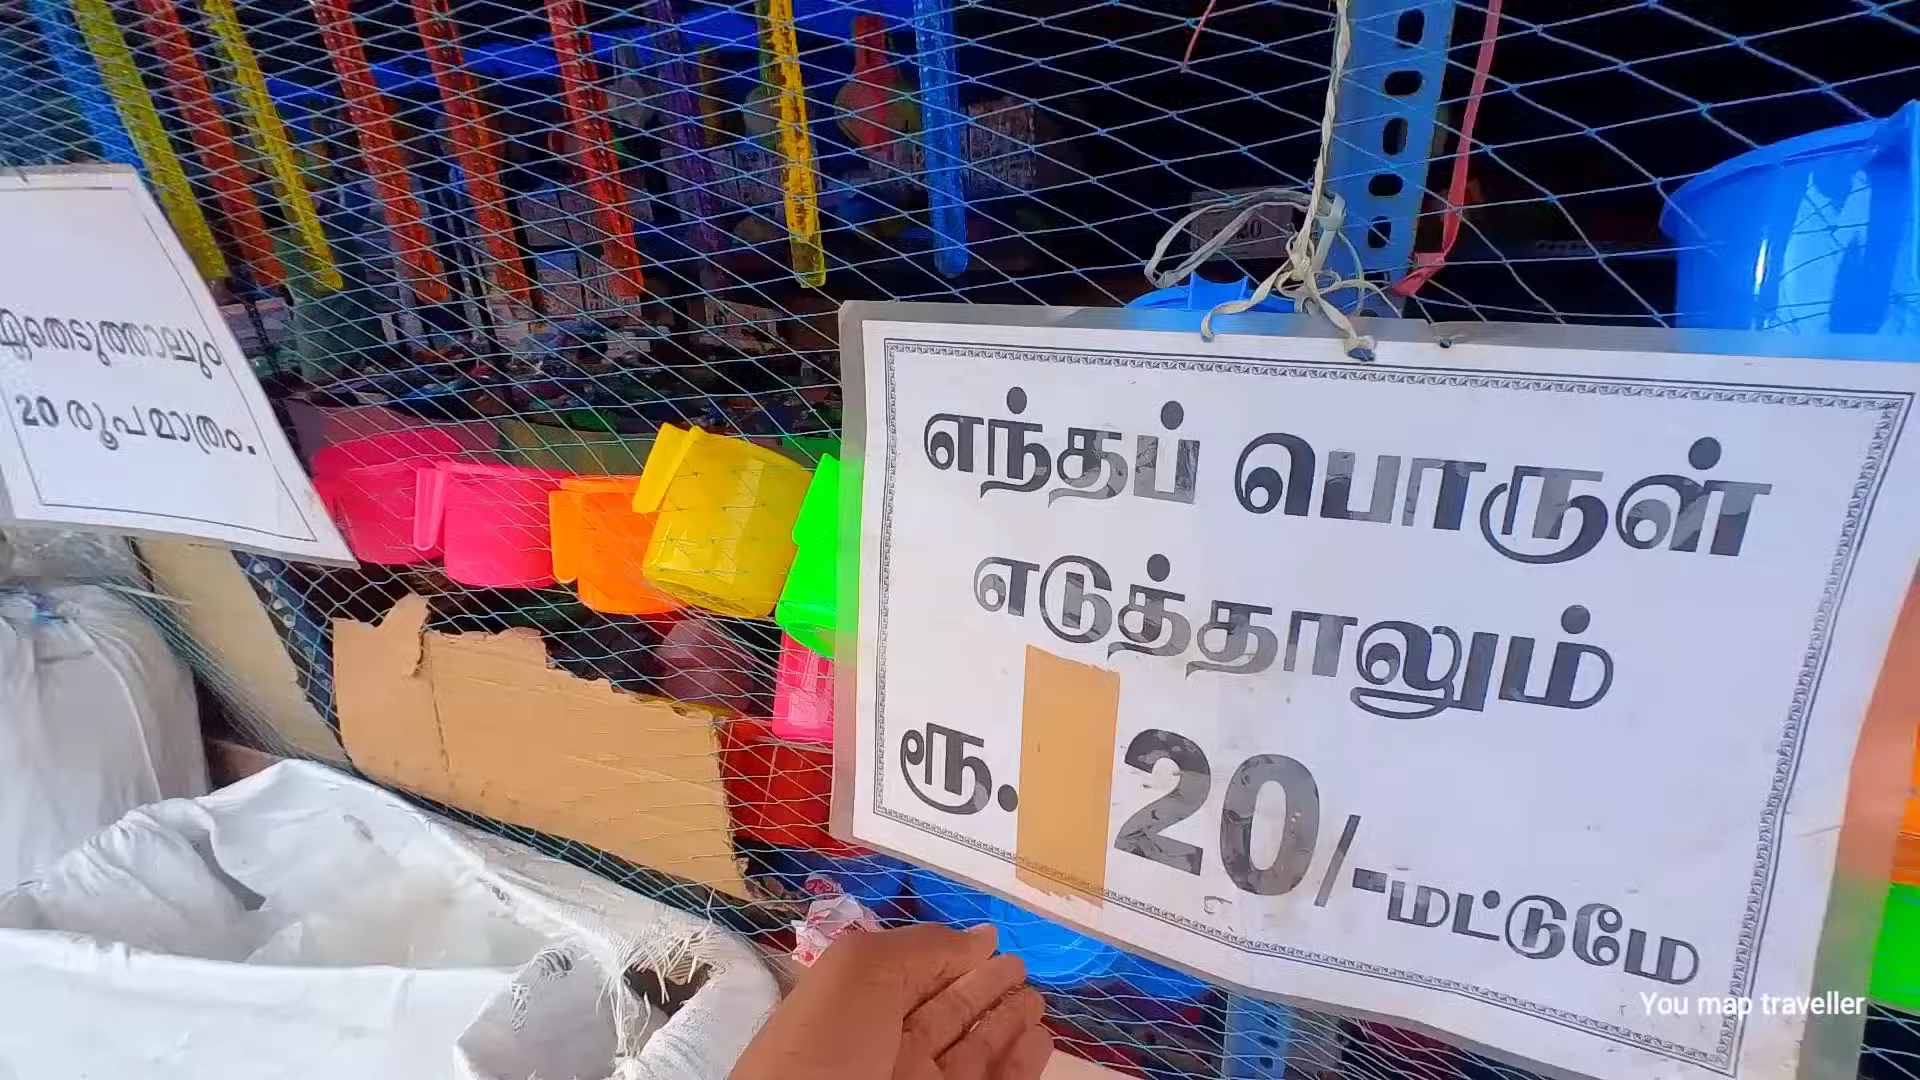 ഏതെടുത്താലും
20 രൂപ മാത്രം.
எந்தப் பொருள்
எடுத்தாலும்
ரூ. 20/-மட்டுமே
You map traveller